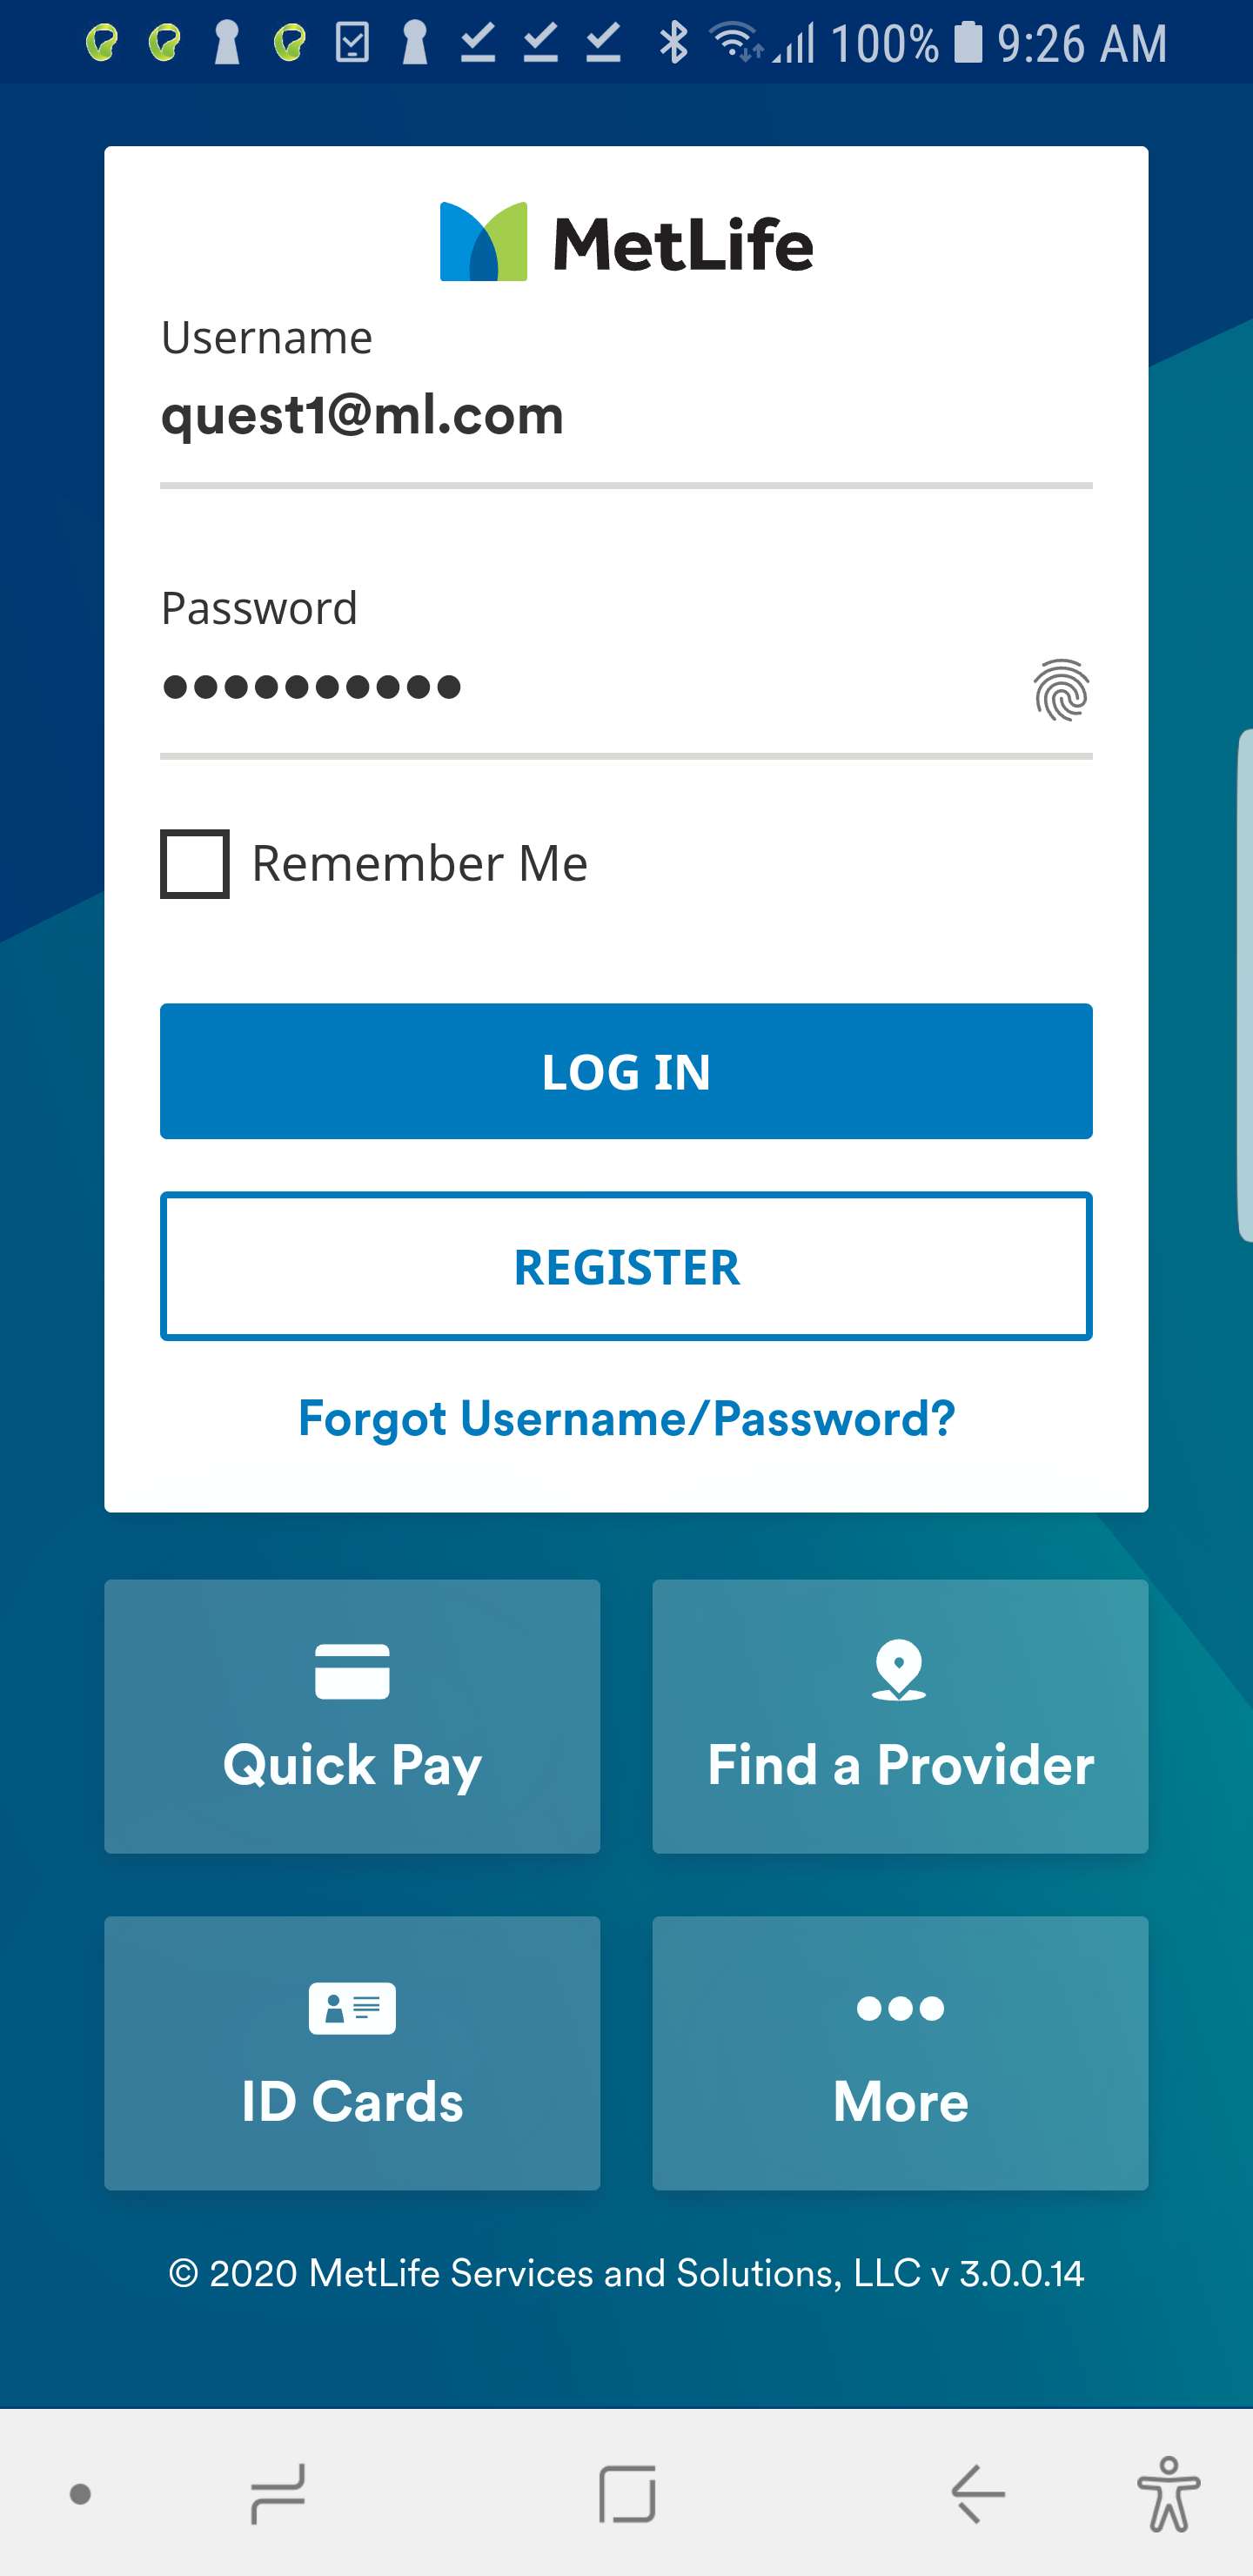 100% 9:26 AM
MetLife
Username
quest1@ml.com
Password
●●●●●●●●●●
Remember Me
LOG IN
REGISTER
Forgot Username/Password?
Quick Pay
Find a Provider
ID Cards
More
© 2020 MetLife Services and Solutions, LLC v 3.0.0.14